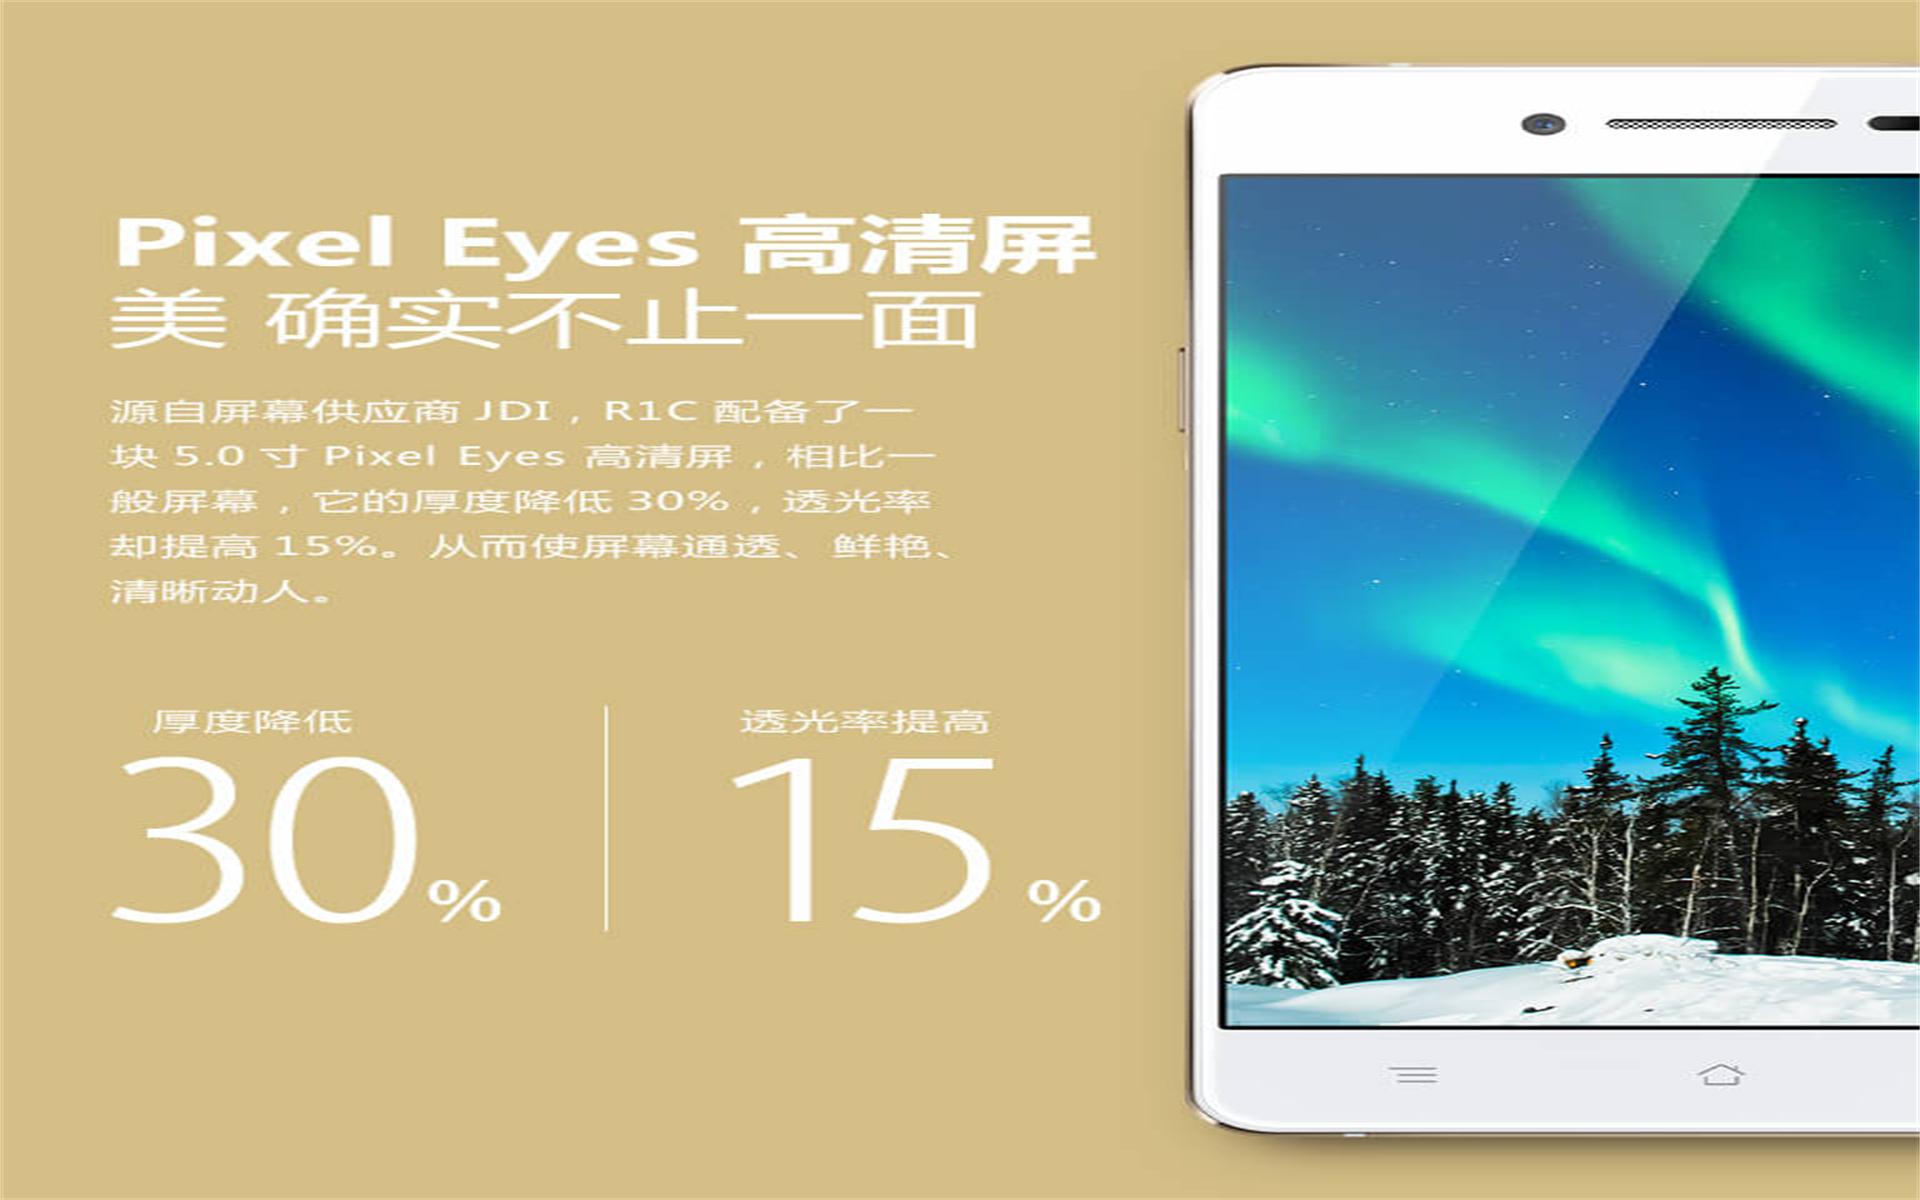 Pixel Eyes 高清屏
美 确实不止一面
源自屏幕供应商 JDI，R1C 配备了一
块 5.0 寸 Pixel Eyes 高清屏，相比一
般屏幕，它的厚度降低 30%，透光率
却提高 15%。从而使屏幕通透、鲜艳、
清晰动人。
厚度降低
30%
透光率提高
15%